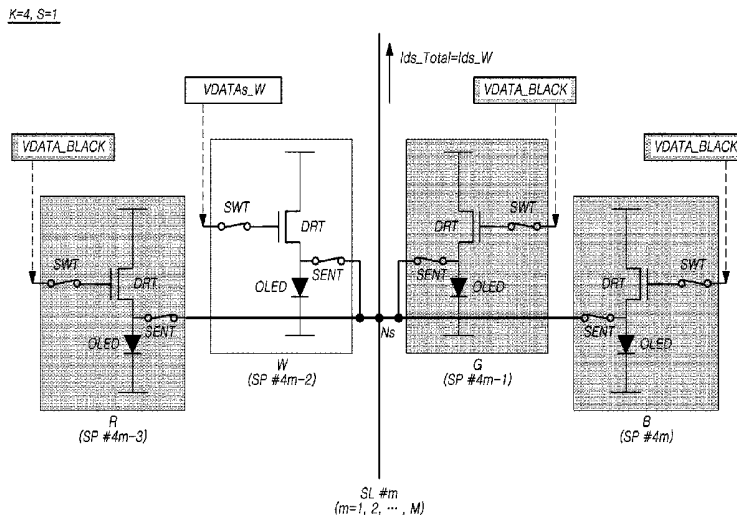 K=4, S=1
Ids_Total=Ids_W
VDATAs_W
VDATA_BLACK
VDATA_BLACK
VDATA_BLACK
SWT
DRT
SENT
OLED
DRT
SWT
SENT
OLED
SWT
DRT
SENT
OLED
SWT
DRT
SENT
OLED
Ns
W
(SP #4m-2)
G
(SP #4m-1)
R
(SP #4m-3)
B
(SP #4m)
SL #m
(m=1, 2, ··· , M)